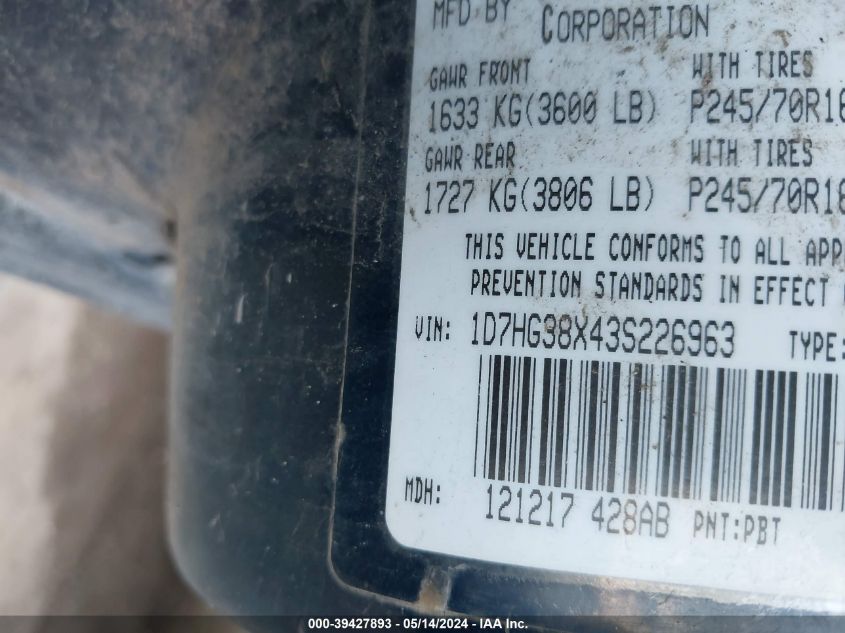 MFD BY CORPORATION
GAWR FRONT WITH TIRES
1633 KG(3600 LB) P245/70R16
GAWR REAR WITH TIRES
1727 KG(3806 LB) P245/70R16
THIS VEHICLE CONFORMS TO ALL APP
PREVENTION STANDARDS IN EFFECT
VIN: 1D7HG38X43S226963 TYPE:
MDH: 121217 428AB PNT:PBT
000-39427893 - 05/14/2024 - IAA Inc.